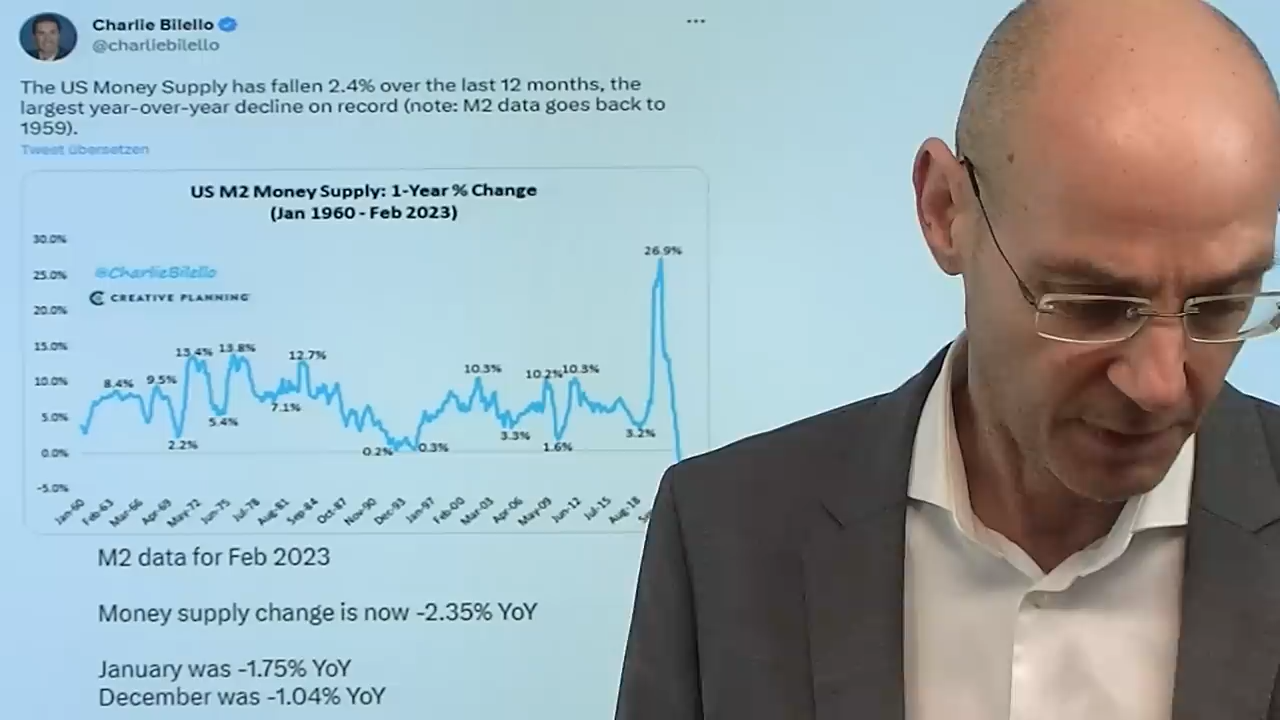 Charlie Bilello
@charliebilello
The US Money Supply has fallen 2.4% over the last 12 months, the
largest year-over-year decline on record (note: M2 data goes back to
1959).
Tweet übersetzen
US M2 Money Supply: 1-Year % Change
(Jan 1960 - Feb 2023)
30.0%
25.0%
20.0%
15.0%
10.0%
5.0%
0.0%
-5.0%
@CharlieBilello
CREATIVE PLANNING
8.4%
9.5%
2.2%
13.4%
5.4%
13.8%
7.1%
12.7%
0.2%
0.3%
10.3%
3.3%
10.2%
1.6%
10.3%
3.2%
26.9%
Jan-60
Feb-63
Mar-66
Apr-69
May-72
Jun-75
Jul-78
Aug-81
Sep-84
Oct-87
Nov-90
Dec-93
Jan-97
Feb-00
Mar-03
Apr-06
May-09
Jun-12
Jul-15
Aug-18
M2 data for Feb 2023
Money supply change is now -2.35% YoY
January was -1.75% YoY
December was -1.04% YoY